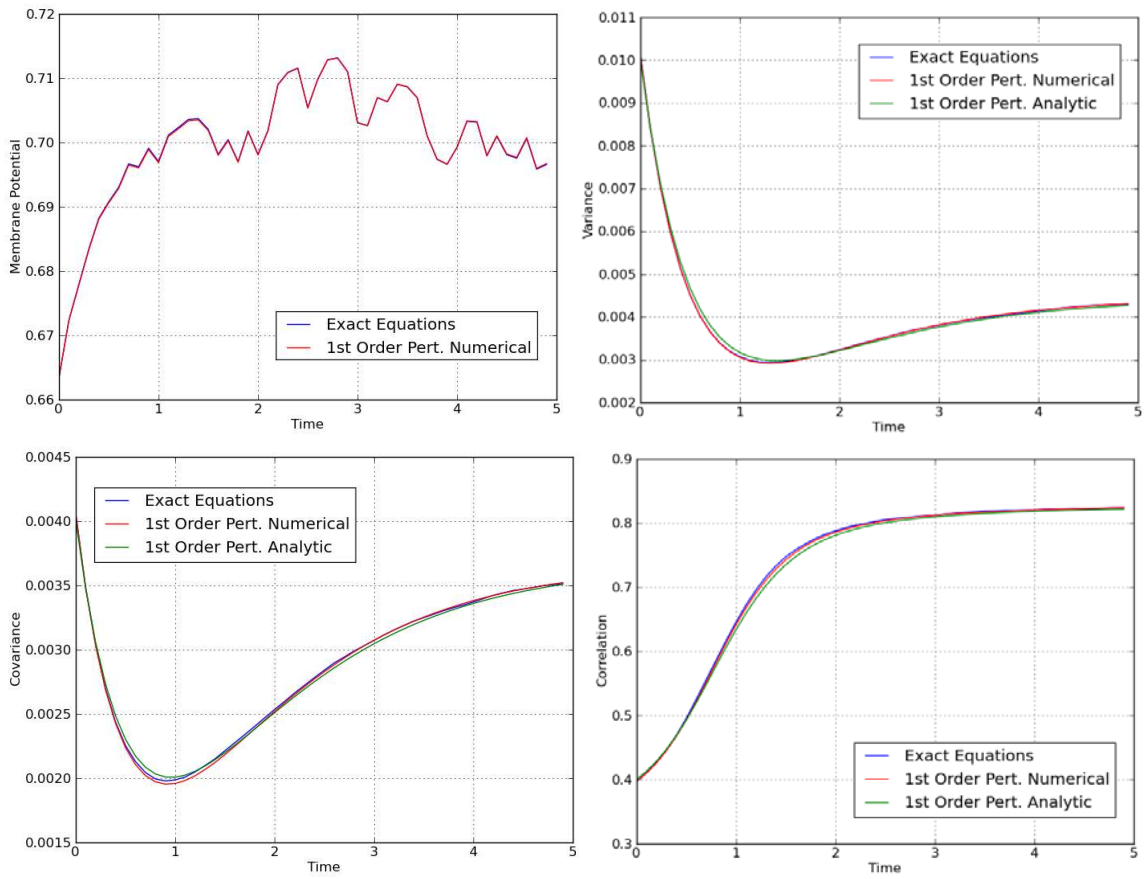 0.72
0.71
0.70
0.69
0.68
0.67
0.66
Membrane Potential
Exact Equations
1st Order Pert. Numerical
0 1 2 3 4 5
Time
0.010
0.009
0.008
0.007
0.006
0.005
0.004
0.003
0.002
Variance
Exact Equations
1st Order Pert. Numerical
1st Order Pert. Analytic
0 1 2 3 4 5
Time
0.0045
0.0040
0.0035
0.0030
0.0025
0.0020
0.0015
Covariance
Exact Equations
1st Order Pert. Numerical
1st Order Pert. Analytic
0 1 2 3 4 5
Time
0.9
0.8
0.7
0.6
0.5
0.4
0.3
Correlation
Exact Equations
1st Order Pert. Numerical
1st Order Pert. Analytic
0 1 2 3 4 5
Time